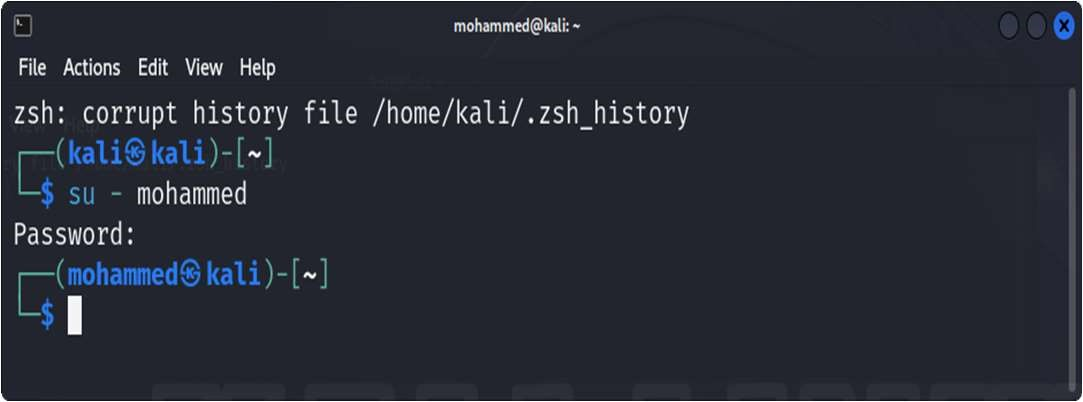 mohammed@kali: ~
File Actions Edit View Help
zsh: corrupt history file /home/kali/.zsh_history
┌──(kali㉿kali)-[~]
└─$ su - mohammed
Password:
┌──(mohammed㉿kali)-[~]
└─$